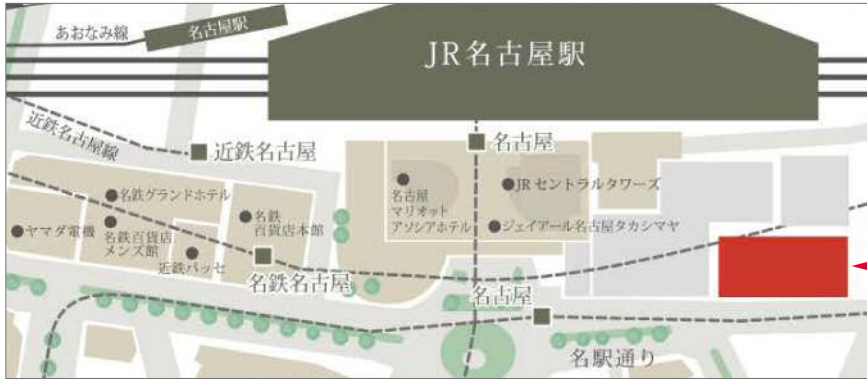 あおなみ線
名古屋駅
JR名古屋駅
近鉄名古屋線
近鉄名古屋
名古屋
名鉄グランドホテル
名古屋
マリオット
アソシアホテル
JRセントラルタワーズ
ヤマダ電機
名鉄百貨店
メンズ館
名鉄
百貨店本館
ジェイアール名古屋タカシマヤ
近鉄パッセ
名鉄名古屋
名古屋
名駅通り